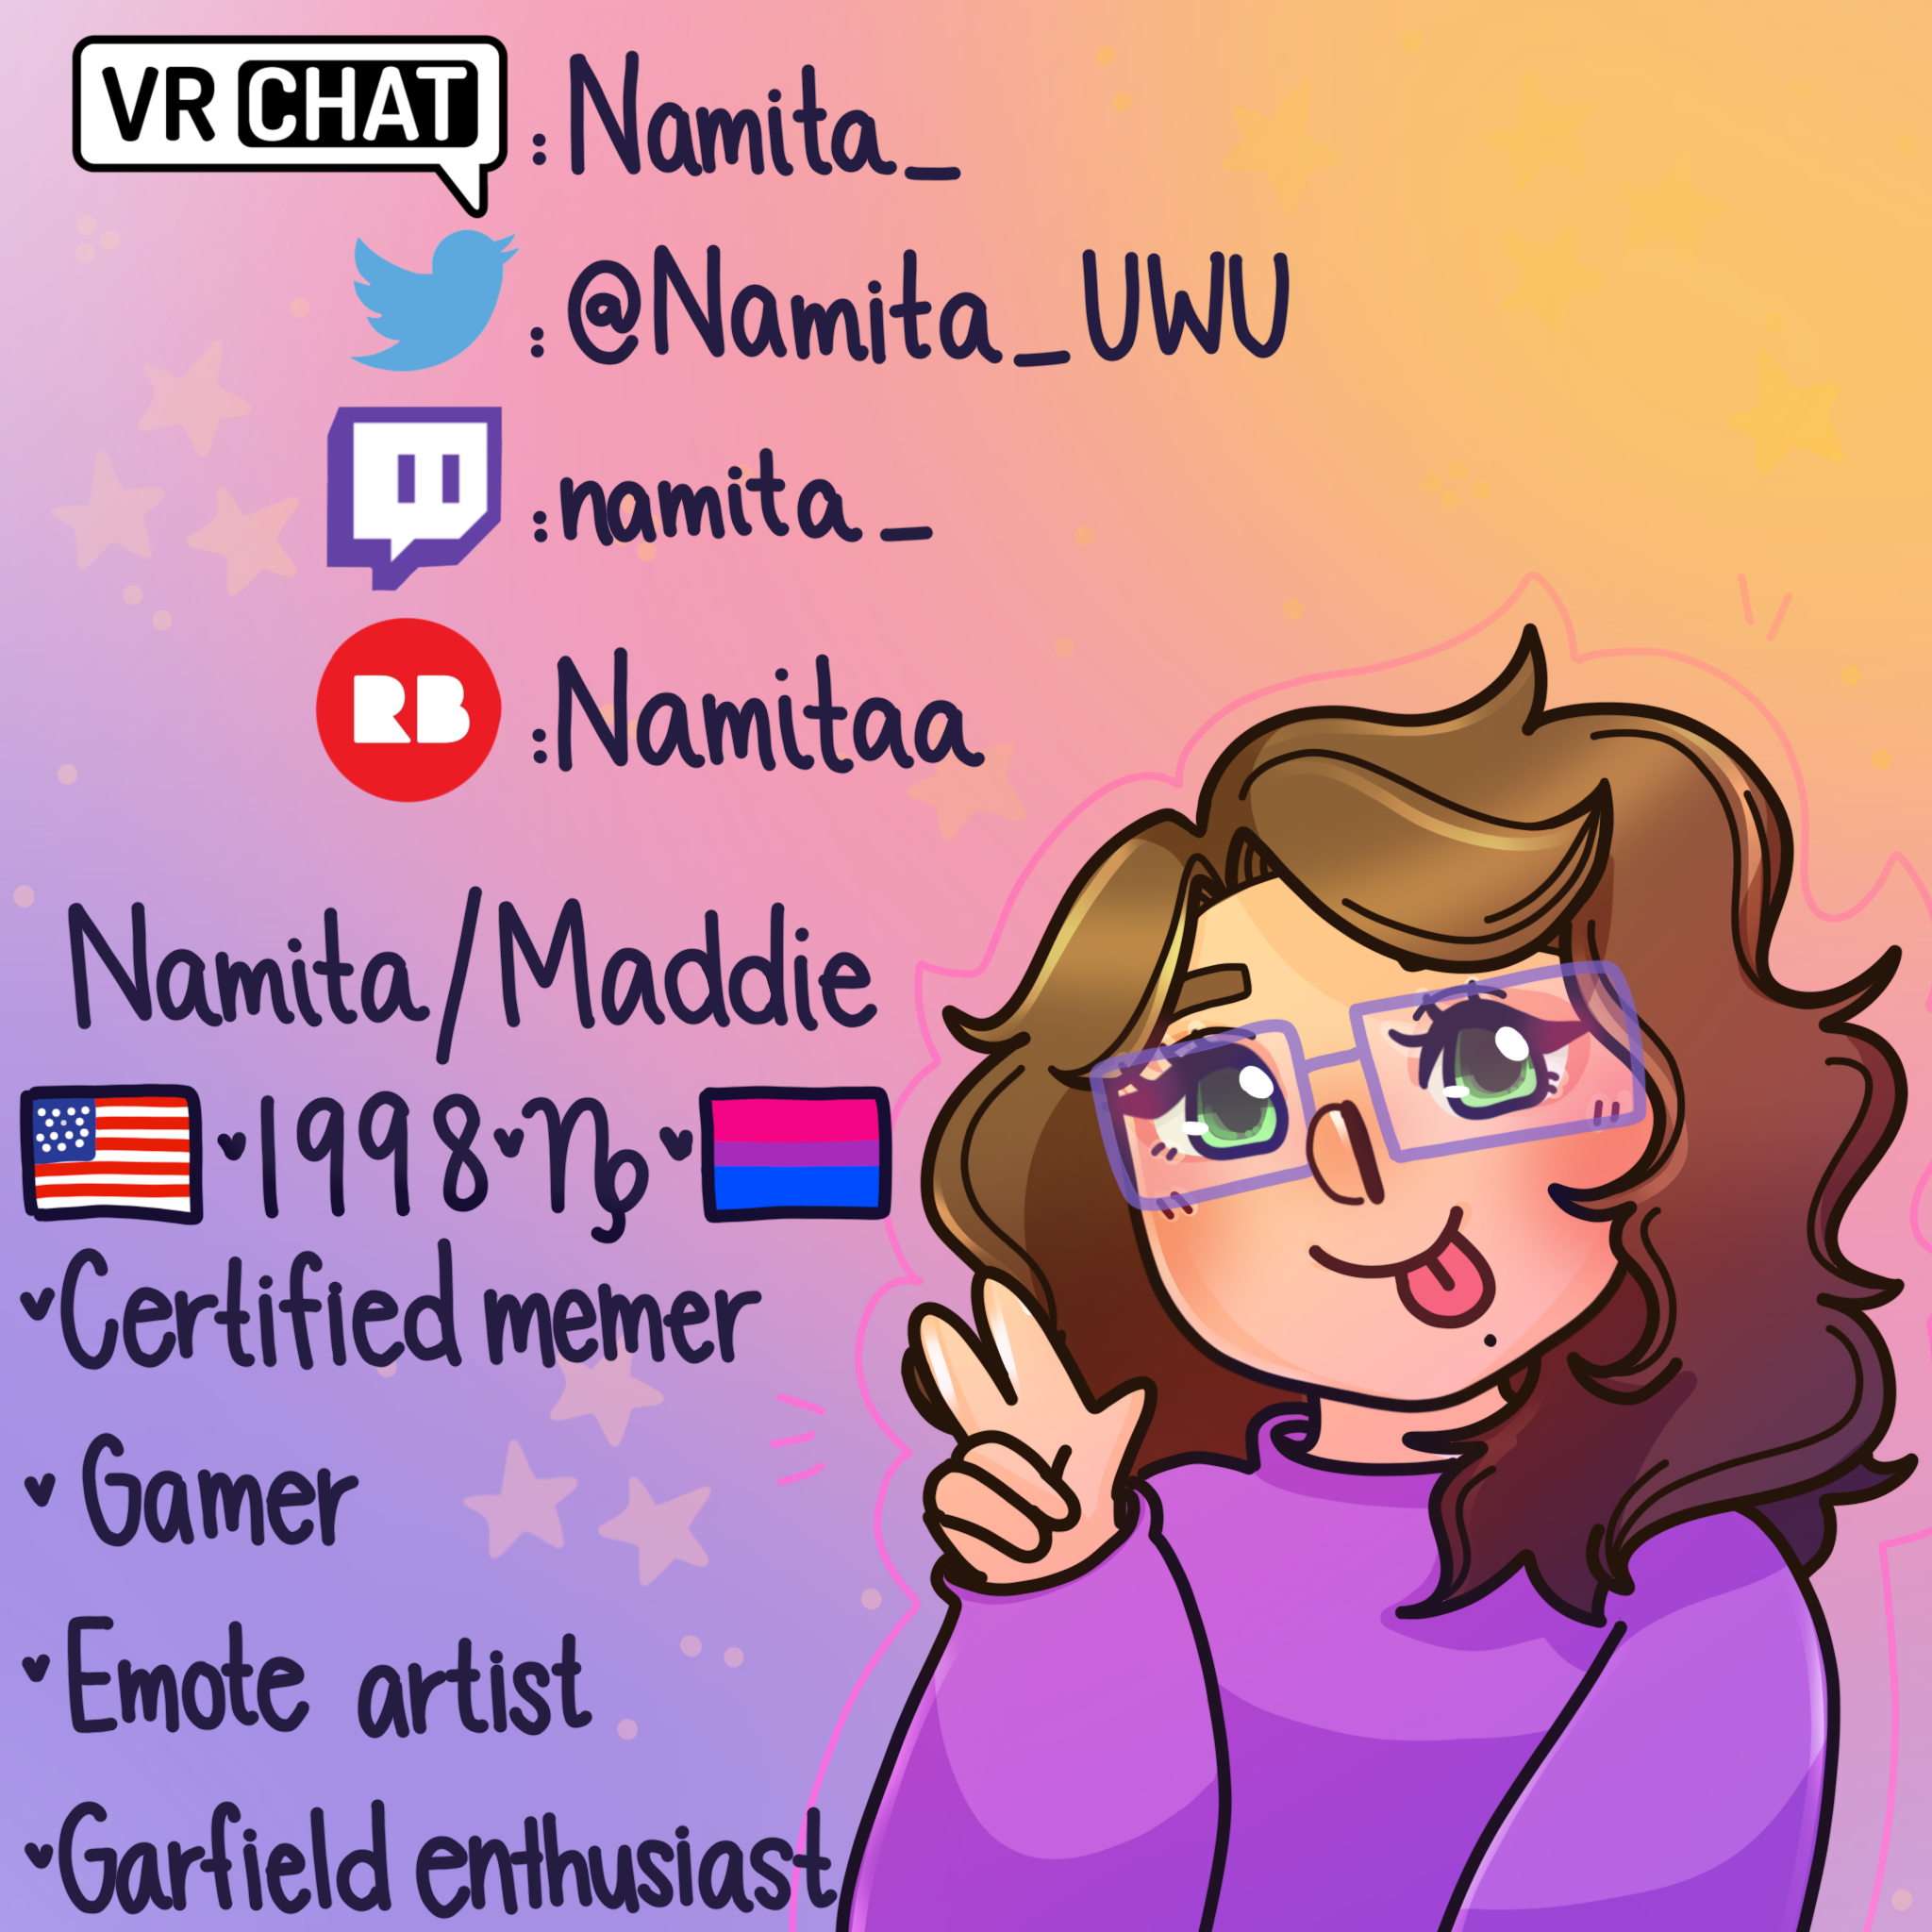 VR CHAT : Namita_
: @Namita_UWU
: namita_
RB : Namitaa
Namita/Maddie
1998 ♑
Certified memer
Gamer
Emote artist
Garfield enthusiast